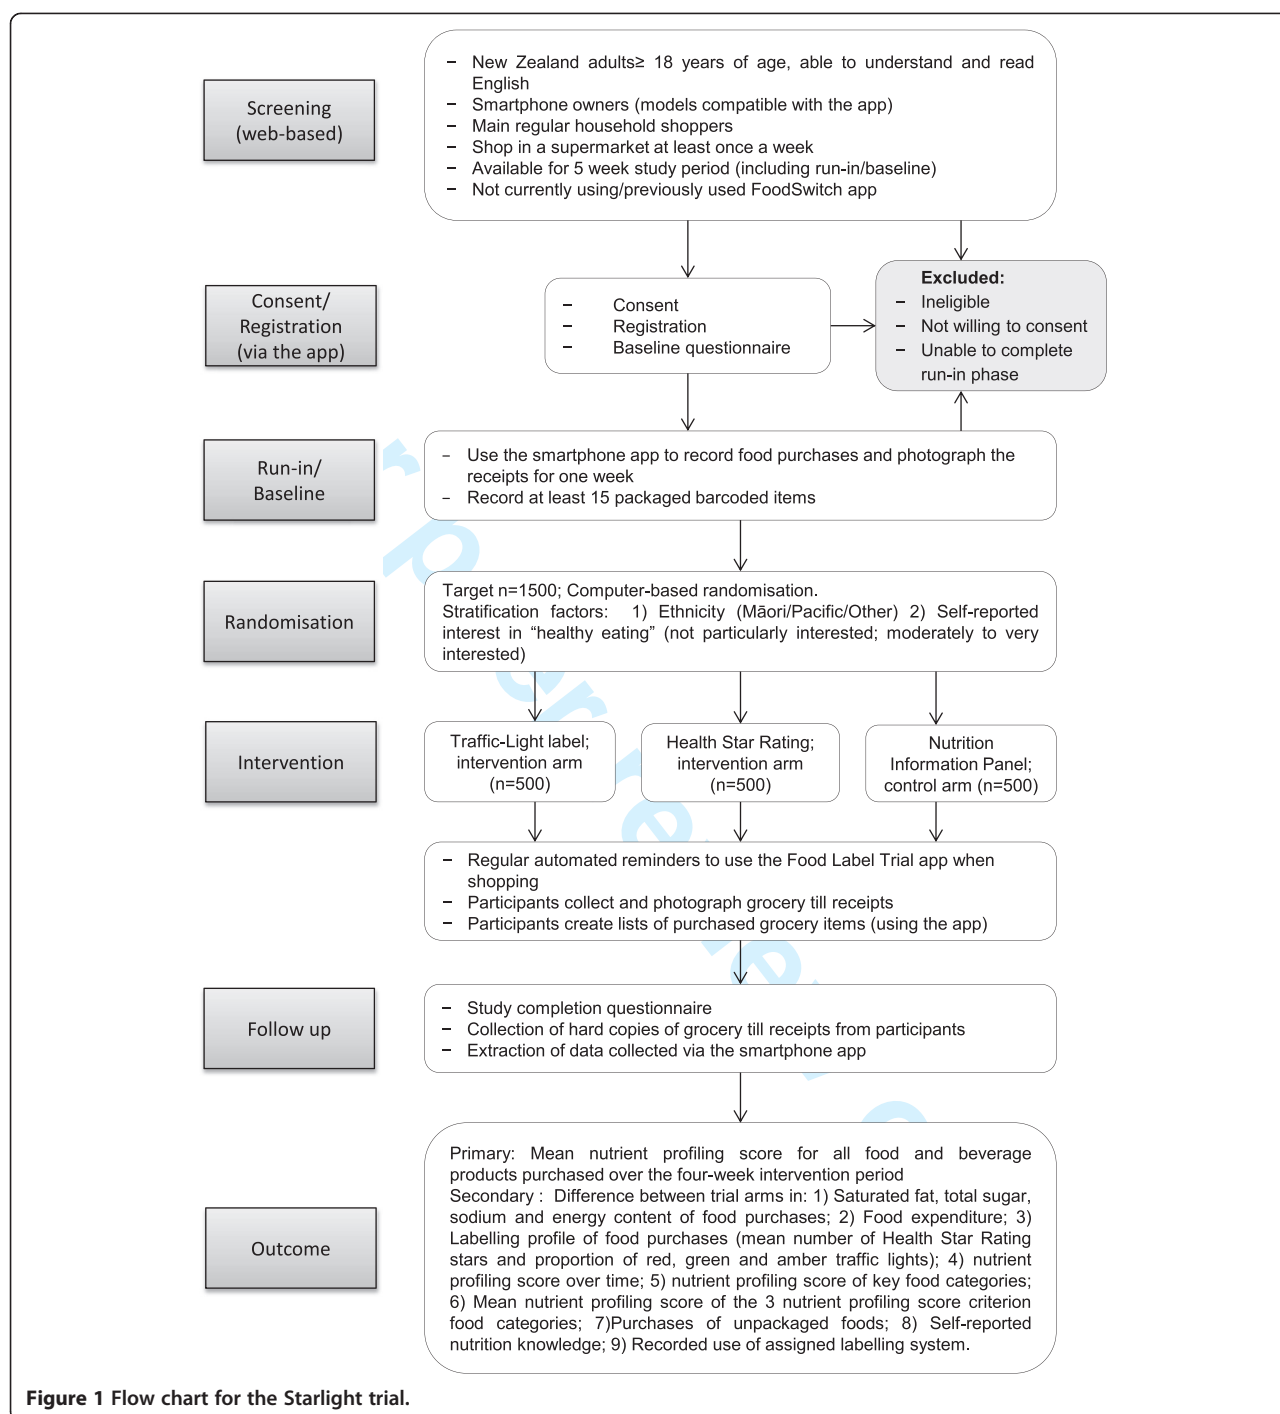 Screening
(web-based)
− New Zealand adults≥ 18 years of age, able to understand and read
English
− Smartphone owners (models compatible with the app)
− Main regular household shoppers
− Shop in a supermarket at least once a week
− Available for 5 week study period (including run-in/baseline)
− Not currently using/previously used FoodSwitch app
Consent/
Registration
(via the app)
− Consent
− Registration
− Baseline questionnaire
Excluded:
− Ineligible
− Not willing to consent
− Unable to complete
run-in phase
Run-in/
Baseline
− Use the smartphone app to record food purchases and photograph the
receipts for one week
− Record at least 15 packaged barcoded items
Randomisation
Target n=1500; Computer-based randomisation.
Stratification factors: 1) Ethnicity (Māori/Pacific/Other) 2) Self-reported
interest in “healthy eating” (not particularly interested; moderately to very
interested)
Intervention
Traffic-Light label;
intervention arm
(n=500)
Health Star Rating;
intervention arm
(n=500)
Nutrition
Information Panel;
control arm (n=500)
− Regular automated reminders to use the Food Label Trial app when
shopping
− Participants collect and photograph grocery till receipts
− Participants create lists of purchased grocery items (using the app)
Follow up
− Study completion questionnaire
− Collection of hard copies of grocery till receipts from participants
− Extraction of data collected via the smartphone app
Outcome
Primary: Mean nutrient profiling score for all food and beverage
products purchased over the four-week intervention period
Secondary : Difference between trial arms in: 1) Saturated fat, total sugar,
sodium and energy content of food purchases; 2) Food expenditure; 3)
Labelling profile of food purchases (mean number of Health Star Rating
stars and proportion of red, green and amber traffic lights); 4) nutrient
profiling score over time; 5) nutrient profiling score of key food categories;
6) Mean nutrient profiling score of the 3 nutrient profiling score criterion
food categories; 7)Purchases of unpackaged foods; 8) Self-reported
nutrition knowledge; 9) Recorded use of assigned labelling system.
Figure 1 Flow chart for the Starlight trial.